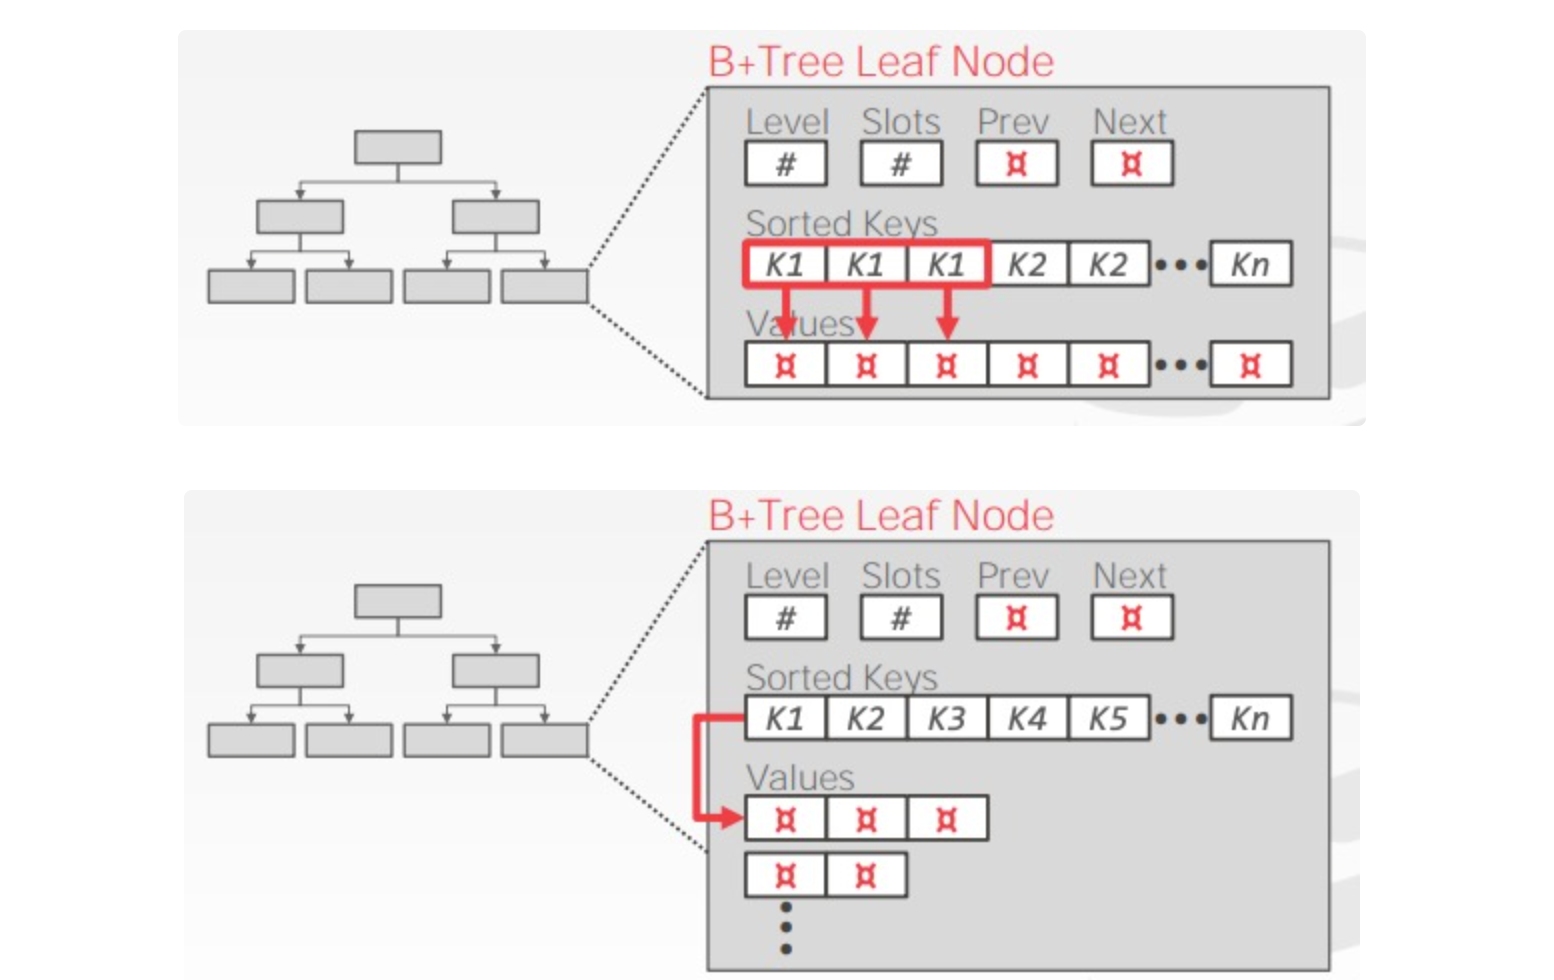 B+Tree Leaf Node
Level Slots Prev Next
# # ¤ ¤
Sorted Keys
K1 K1 K1 K2 K2 ••• Kn
Values
¤ ¤ ¤ ¤ ¤ ••• ¤
B+Tree Leaf Node
Level Slots Prev Next
# # ¤ ¤
Sorted Keys
K1 K2 K3 K4 K5 ••• Kn
Values
¤ ¤ ¤
¤ ¤